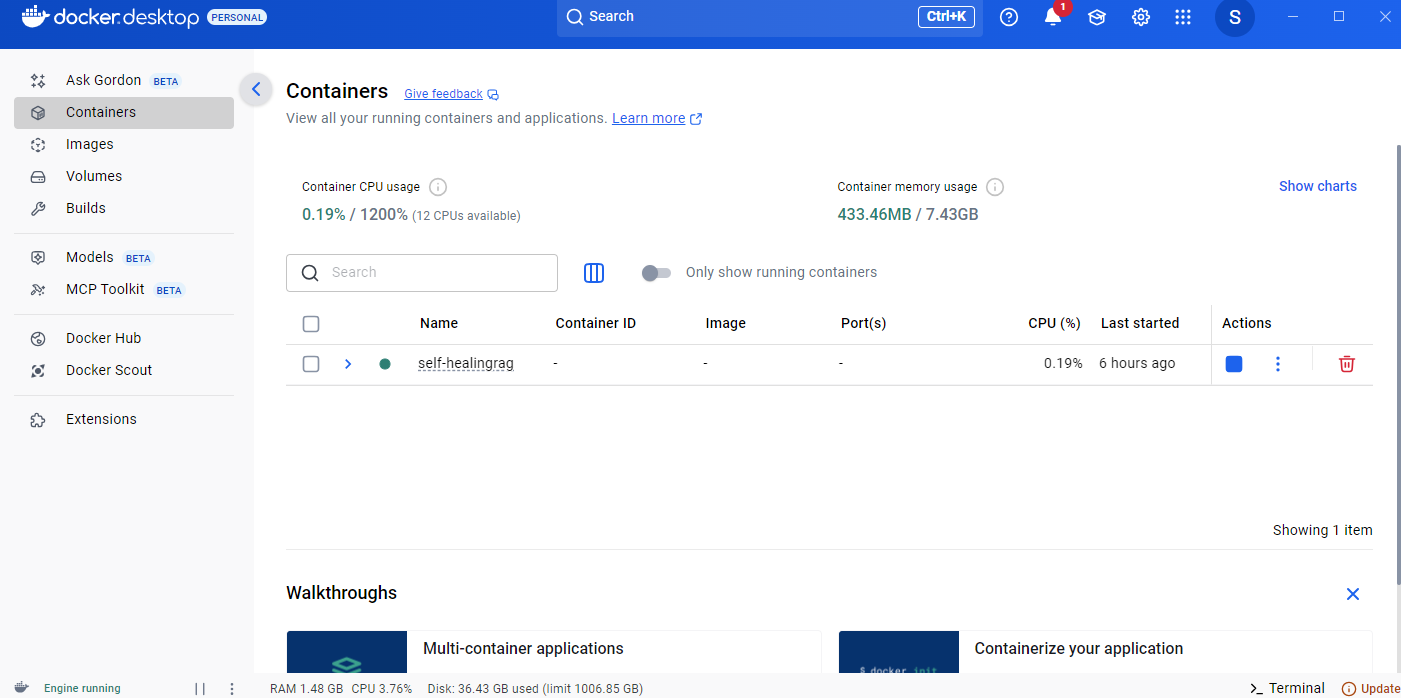 docker.desktop PERSONAL
Search Ctrl+K
1
S
Ask Gordon BETA
Containers
Images
Volumes
Builds
Models BETA
MCP Toolkit BETA
Docker Hub
Docker Scout
Extensions
Containers Give feedback
View all your running containers and applications. Learn more
Container CPU usage
0.19% / 1200% (12 CPUs available)
Container memory usage
433.46MB / 7.43GB
Show charts
Search
Only show running containers
Name Container ID Image Port(s) CPU (%) Last started Actions
self-healingrag - - - 0.19% 6 hours ago
Showing 1 item
Walkthroughs
Multi-container applications
$ docker init
Containerize your application
Engine running
RAM 1.48 GB CPU 3.76% Disk: 36.43 GB used (limit 1006.85 GB)
>_ Terminal
Update